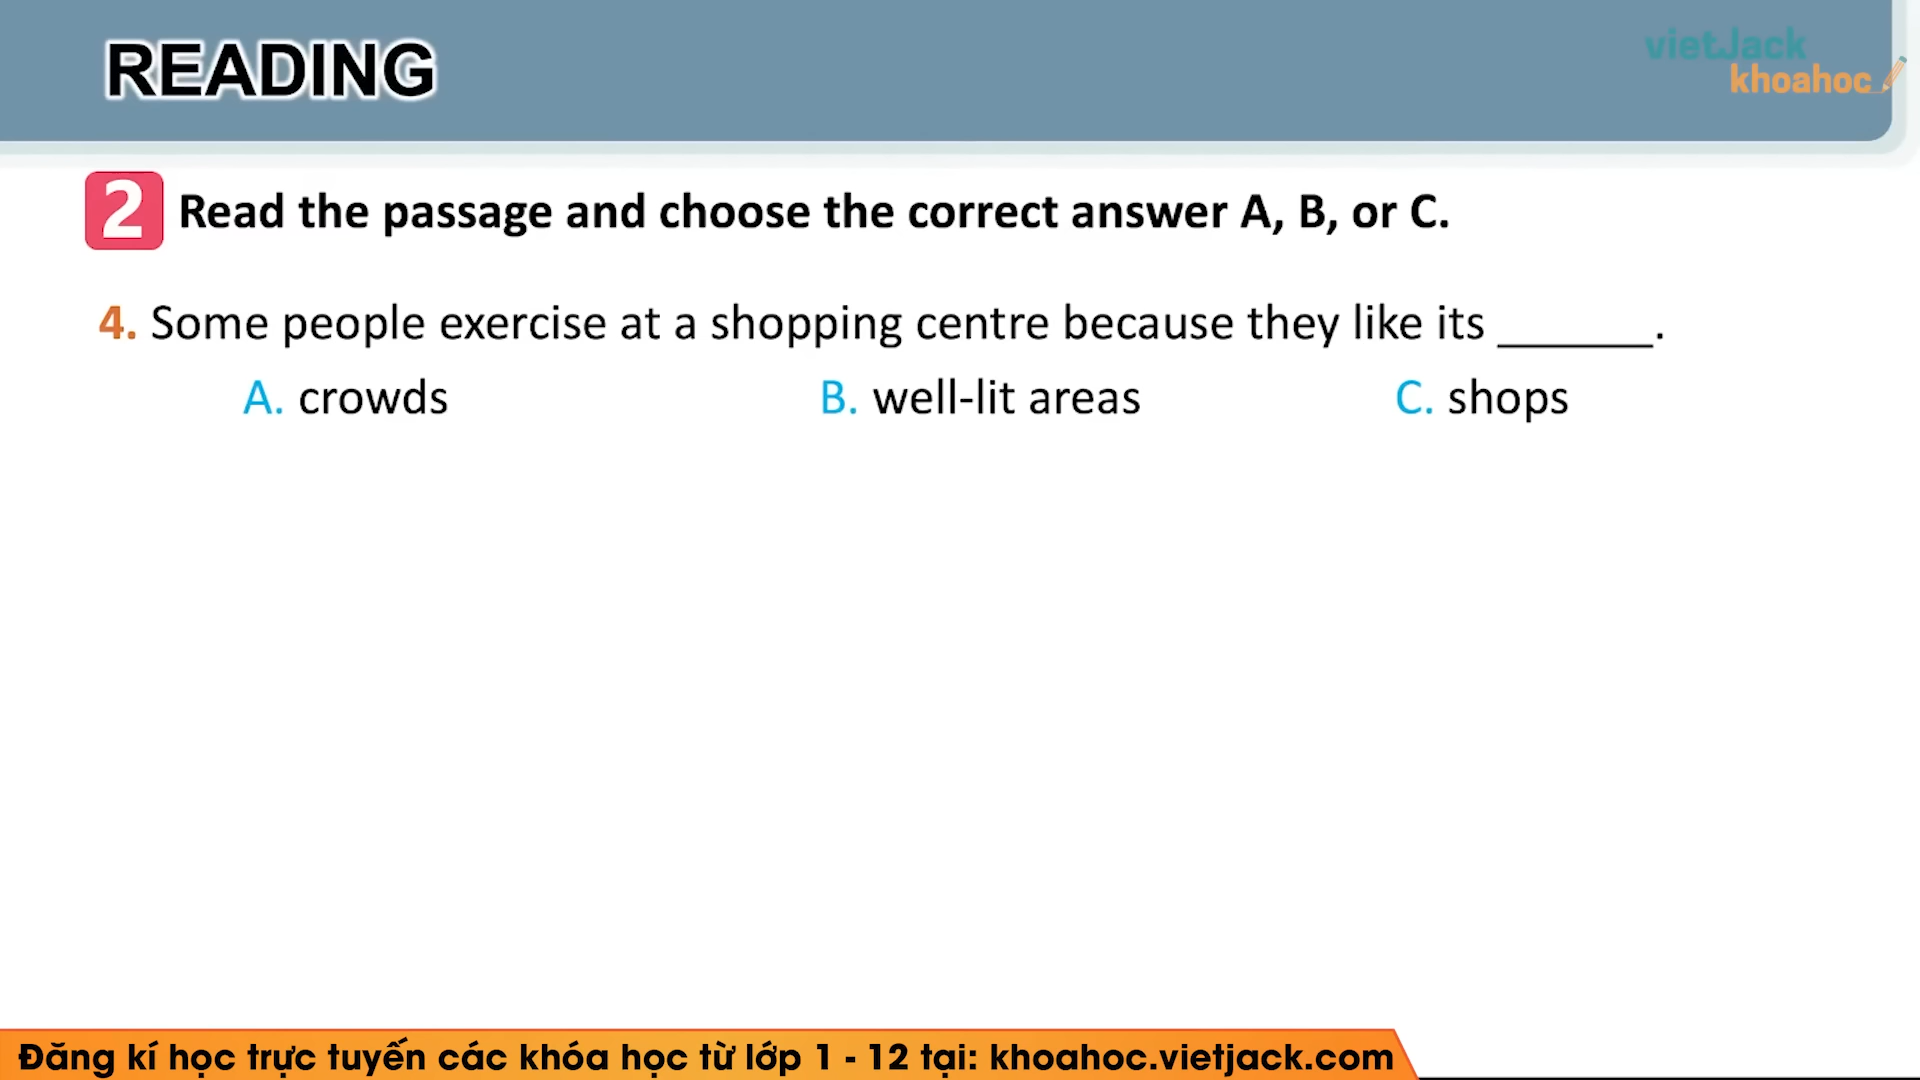 READING
vietJack
khoahoc
2 Read the passage and choose the correct answer A, B, or C.
4. Some people exercise at a shopping centre because they like its ______.
A. crowds B. well-lit areas C. shops
Đăng kí học trực tuyến các khóa học từ lớp 1 - 12 tại: khoahoc.vietjack.com